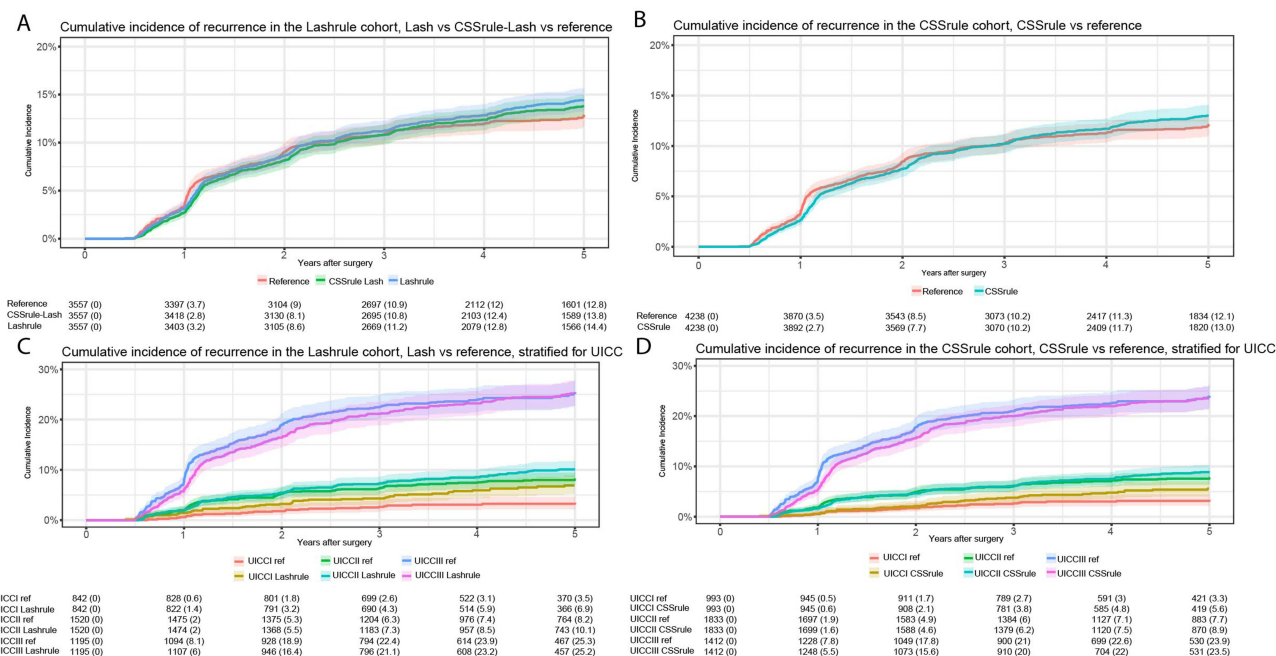 A
Cumulative incidence of recurrence in the Lashrule cohort, Lash vs CSSrule-Lash vs reference
20%
15%
10%
5%
0%
Cumulative Incidence
0 1 2 3 4 5
Years after surgery
Reference CSSrule Lash Lashrule
Reference 3557 (0) 3397 (3.7) 3104 (9) 2697 (10.9) 2112 (12) 1601 (12.8)
CSSrule-Lash 3557 (0) 3418 (2.8) 3130 (8.1) 2695 (10.8) 2103 (12.4) 1589 (13.8)
Lashrule 3557 (0) 3403 (3.2) 3105 (8.6) 2669 (11.2) 2079 (12.8) 1566 (14.4)
B
Cumulative incidence of recurrence in the CSSrule cohort, CSSrule vs reference
20%
15%
10%
5%
0%
Cumulative Incidence
0 1 2 3 4 5
Years after surgery
Reference CSSrule
Reference 4238 (0) 3870 (3.5) 3543 (8.5) 3073 (10.2) 2417 (11.3) 1834 (12.1)
CSSrule 4238 (0) 3892 (2.7) 3569 (7.7) 3070 (10.2) 2409 (11.7) 1820 (13.0)
C
Cumulative incidence of recurrence in the Lashrule cohort, Lash vs reference, stratified for UICC
30%
20%
10%
0%
Cumulative Incidence
0 1 2 3 4 5
Years after surgery
UICCI ref UICCII ref UICCIII ref
UICCI Lashrule UICCII Lashrule UICCIII Lashrule
ICCI ref 842 (0) 828 (0.6) 801 (1.8) 699 (2.6) 522 (3.1) 370 (3.5)
ICCI Lashrule 842 (0) 822 (1.4) 791 (3.2) 690 (4.3) 514 (5.9) 366 (6.9)
ICCII ref 1520 (0) 1475 (2) 1375 (5.3) 1204 (6.3) 976 (7.4) 764 (8.2)
ICCII Lashrule 1520 (0) 1474 (2) 1368 (5.5) 1183 (7.3) 957 (8.5) 743 (10.1)
ICCIII ref 1195 (0) 1094 (8.1) 928 (18.9) 794 (22.4) 614 (23.9) 467 (25.3)
ICCIII Lashrule 1195 (0) 1107 (6) 946 (16.4) 796 (21.1) 608 (23.2) 457 (25.2)
D
Cumulative incidence of recurrence in the CSSrule cohort, CSSrule vs reference, stratified for UICC
30%
20%
10%
0%
Cumulative Incidence
0 1 2 3 4 5
Years after surgery
UICCI ref UICCII ref UICCIII ref
UICCI CSSrule UICCII CSSrule UICCIII CSSrule
UICCI ref 993 (0) 945 (0.5) 911 (1.7) 789 (2.7) 591 (3) 421 (3.3)
UICCI CSSrule 993 (0) 945 (0.6) 908 (2.1) 781 (3.8) 585 (4.8) 419 (5.6)
UICCII ref 1833 (0) 1697 (1.9) 1583 (4.9) 1384 (6) 1127 (7.1) 883 (7.7)
UICCII CSSrule 1833 (0) 1699 (1.6) 1588 (4.6) 1379 (6.2) 1120 (7.5) 870 (8.9)
UICCIII ref 1412 (0) 1228 (7.8) 1049 (17.8) 900 (21) 699 (22.6) 530 (23.9)
UICCIII CSSrule 1412 (0) 1248 (5.5) 1073 (15.6) 910 (20) 704 (22) 531 (23.5)